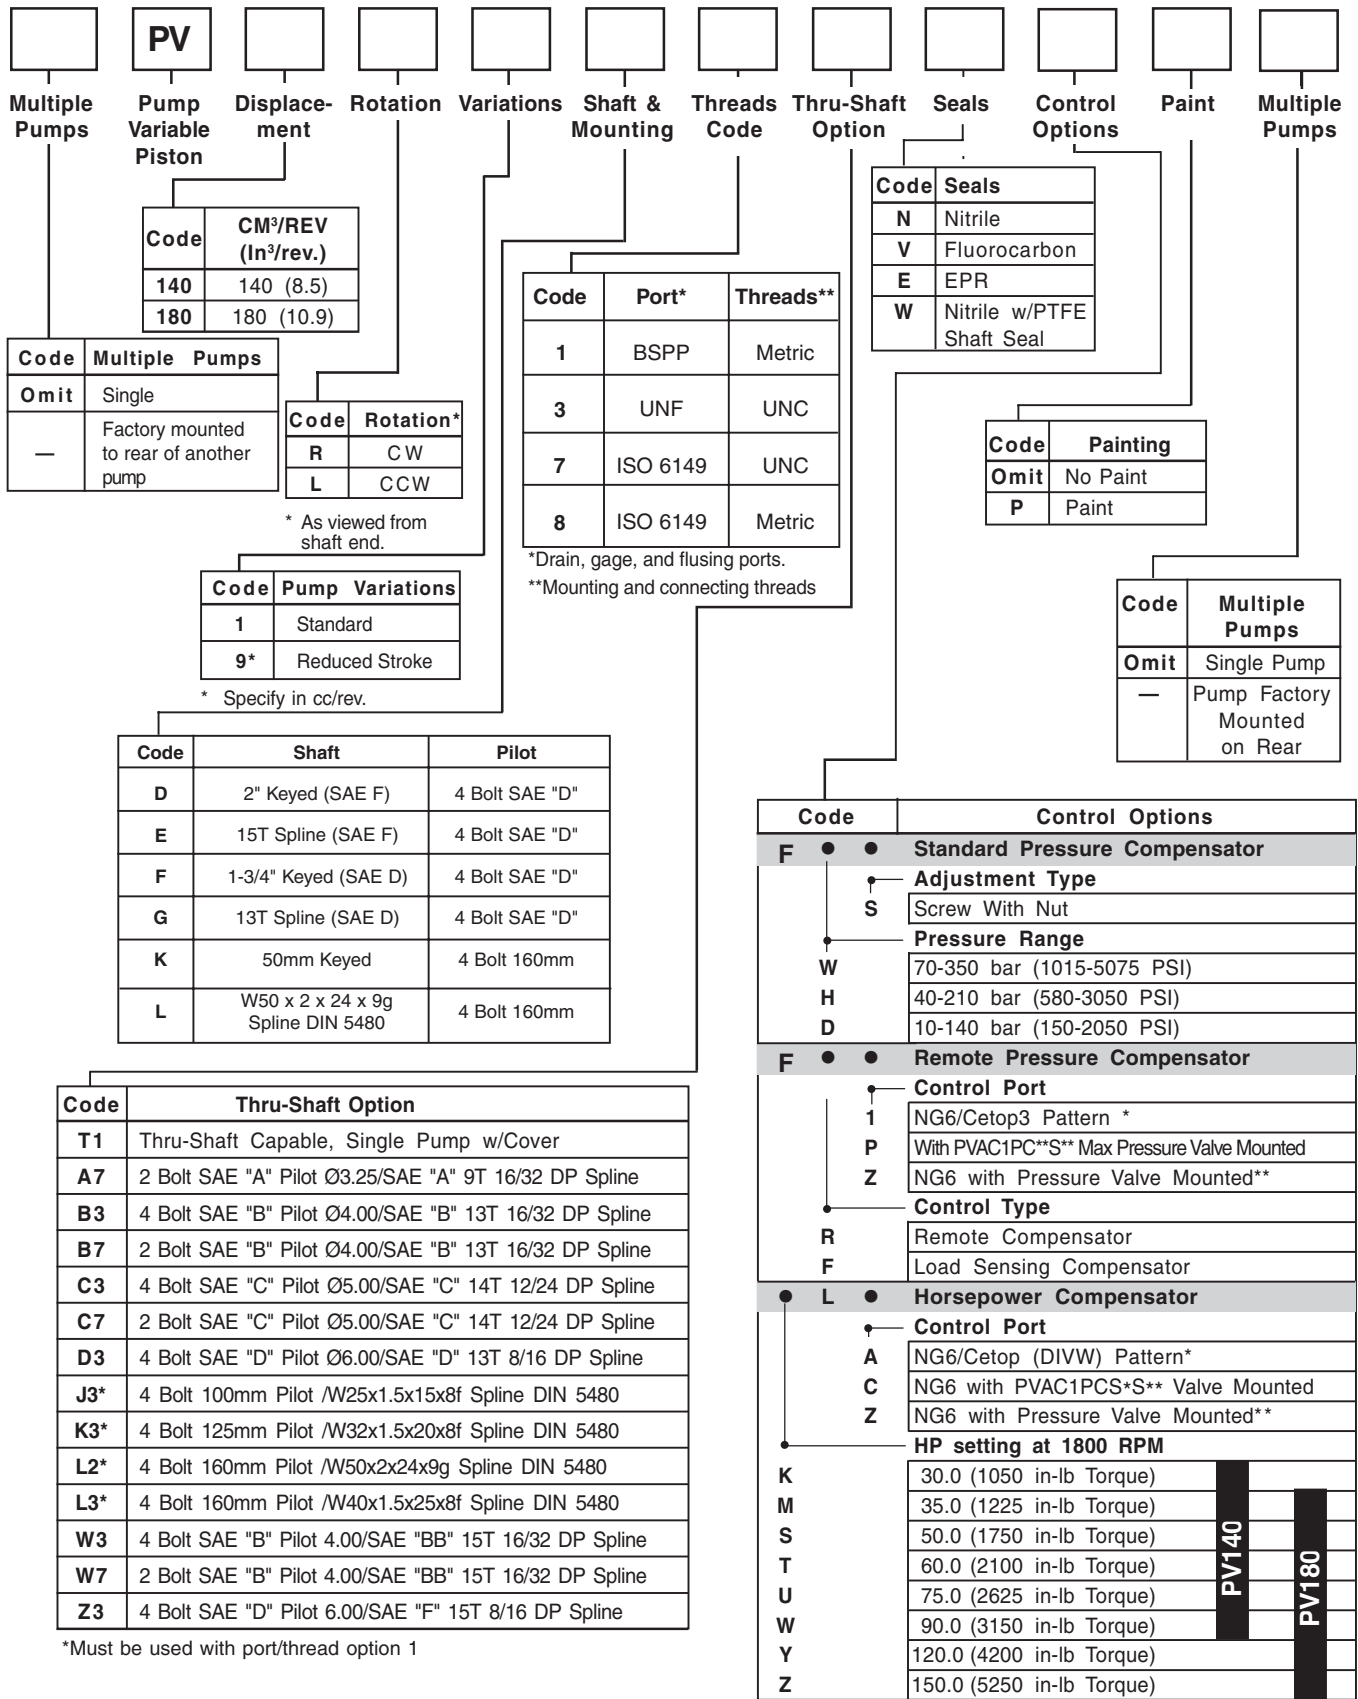 PV
Multiple Pumps
Pump Variable Piston
Displace-ment
Rotation
Variations
Shaft & Mounting
Threads Code
Thru-Shaft Option
Seals
Control Options
Paint
Multiple Pumps
Code CM³/REV (In³/rev.)
140 140 (8.5)
180 180 (10.9)
Code Multiple Pumps
Omit Single
— Factory mounted to rear of another pump
Code Rotation*
R CW
L CCW
* As viewed from shaft end.
Code Pump Variations
1 Standard
9* Reduced Stroke
* Specify in cc/rev.
Code Shaft Pilot
D 2" Keyed (SAE F) 4 Bolt SAE "D"
E 15T Spline (SAE F) 4 Bolt SAE "D"
F 1-3/4" Keyed (SAE D) 4 Bolt SAE "D"
G 13T Spline (SAE D) 4 Bolt SAE "D"
K 50mm Keyed 4 Bolt 160mm
L W50 x 2 x 24 x 9g Spline DIN 5480 4 Bolt 160mm
Code Port* Threads**
1 BSPP Metric
3 UNF UNC
7 ISO 6149 UNC
8 ISO 6149 Metric
*Drain, gage, and flusing ports.
**Mounting and connecting threads
Code Thru-Shaft Option
T1 Thru-Shaft Capable, Single Pump w/Cover
A7 2 Bolt SAE "A" Pilot Ø3.25/SAE "A" 9T 16/32 DP Spline
B3 4 Bolt SAE "B" Pilot Ø4.00/SAE "B" 13T 16/32 DP Spline
B7 2 Bolt SAE "B" Pilot Ø4.00/SAE "B" 13T 16/32 DP Spline
C3 4 Bolt SAE "C" Pilot Ø5.00/SAE "C" 14T 12/24 DP Spline
C7 2 Bolt SAE "C" Pilot Ø5.00/SAE "C" 14T 12/24 DP Spline
D3 4 Bolt SAE "D" Pilot Ø6.00/SAE "D" 13T 8/16 DP Spline
J3* 4 Bolt 100mm Pilot /W25x1.5x15x8f Spline DIN 5480
K3* 4 Bolt 125mm Pilot /W32x1.5x20x8f Spline DIN 5480
L2* 4 Bolt 160mm Pilot /W50x2x24x9g Spline DIN 5480
L3* 4 Bolt 160mm Pilot /W40x1.5x25x8f Spline DIN 5480
W3 4 Bolt SAE "B" Pilot 4.00/SAE "BB" 15T 16/32 DP Spline
W7 2 Bolt SAE "B" Pilot 4.00/SAE "BB" 15T 16/32 DP Spline
Z3 4 Bolt SAE "D" Pilot 6.00/SAE "F" 15T 8/16 DP Spline
*Must be used with port/thread option 1
Code Seals
N Nitrile
V Fluorocarbon
E EPR
W Nitrile w/PTFE Shaft Seal
Code Painting
Omit No Paint
P Paint
Code Multiple Pumps
Omit Single Pump
— Pump Factory Mounted on Rear
Code Control Options
F • • Standard Pressure Compensator
Adjustment Type
S Screw With Nut
Pressure Range
W 70-350 bar (1015-5075 PSI)
H 40-210 bar (580-3050 PSI)
D 10-140 bar (150-2050 PSI)
F • • Remote Pressure Compensator
Control Port
1 NG6/Cetop3 Pattern *
P With PVAC1PC**S** Max Pressure Valve Mounted
Z NG6 with Pressure Valve Mounted**
Control Type
R Remote Compensator
F Load Sensing Compensator
• L • Horsepower Compensator
Control Port
A NG6/Cetop (DIVW) Pattern*
C NG6 with PVAC1PCS*S** Valve Mounted
Z NG6 with Pressure Valve Mounted**
HP setting at 1800 RPM
K 30.0 (1050 in-lb Torque)
M 35.0 (1225 in-lb Torque)
S 50.0 (1750 in-lb Torque)
T 60.0 (2100 in-lb Torque)
U 75.0 (2625 in-lb Torque)
W 90.0 (3150 in-lb Torque)
Y 120.0 (4200 in-lb Torque)
Z 150.0 (5250 in-lb Torque)
PV140
PV180